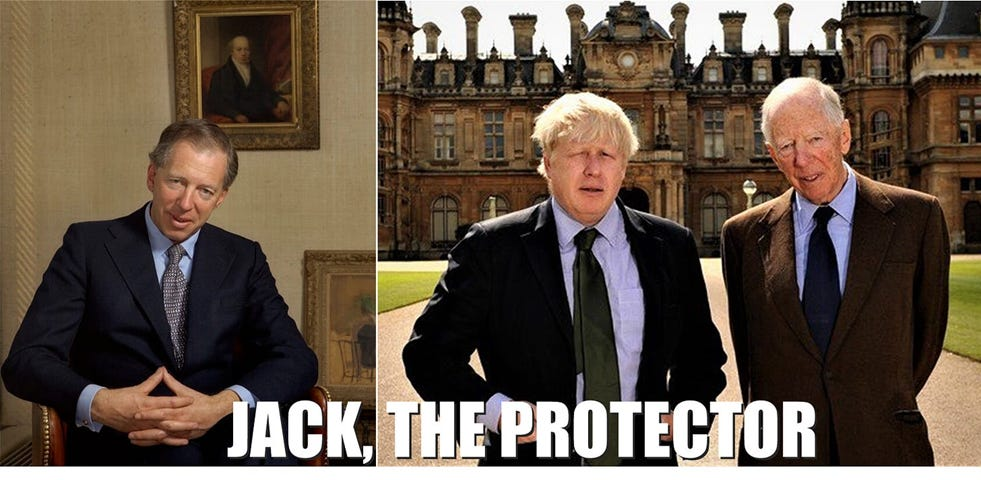 JACK, THE PROTECTOR